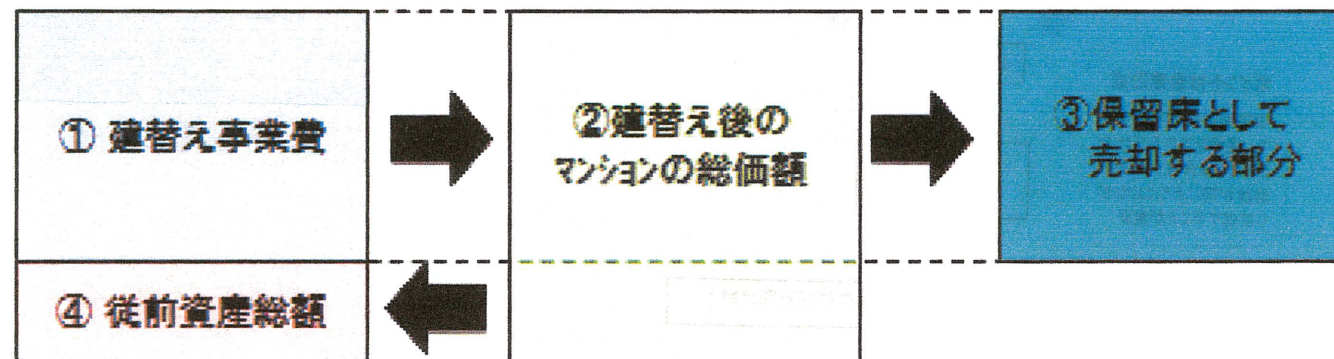 ① 建替え事業費
②建替え後の
マンションの総価額
③保留床として
売却する部分
④ 従前資産総額